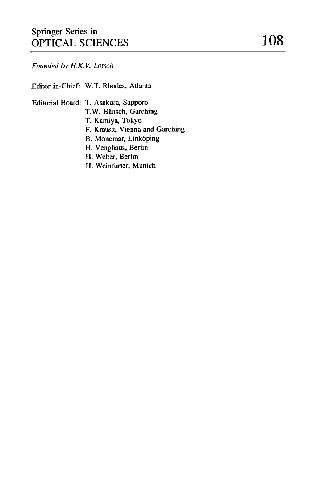 Springer Series in
OPTICAL SCIENCES 108
Founded by H.K.V. Lotsch
Editor-in-Chief: W.T. Rhodes, Atlanta
Editorial Board: T. Asakura, Sapporo
T.W. Hänsch, Garching
T. Kamiya, Tokyo
F. Krausz, Vienna and Garching
B. Monemar, Linköping
H. Venghaus, Berlin
H. Weber, Berlin
H. Weinfurter, Munich